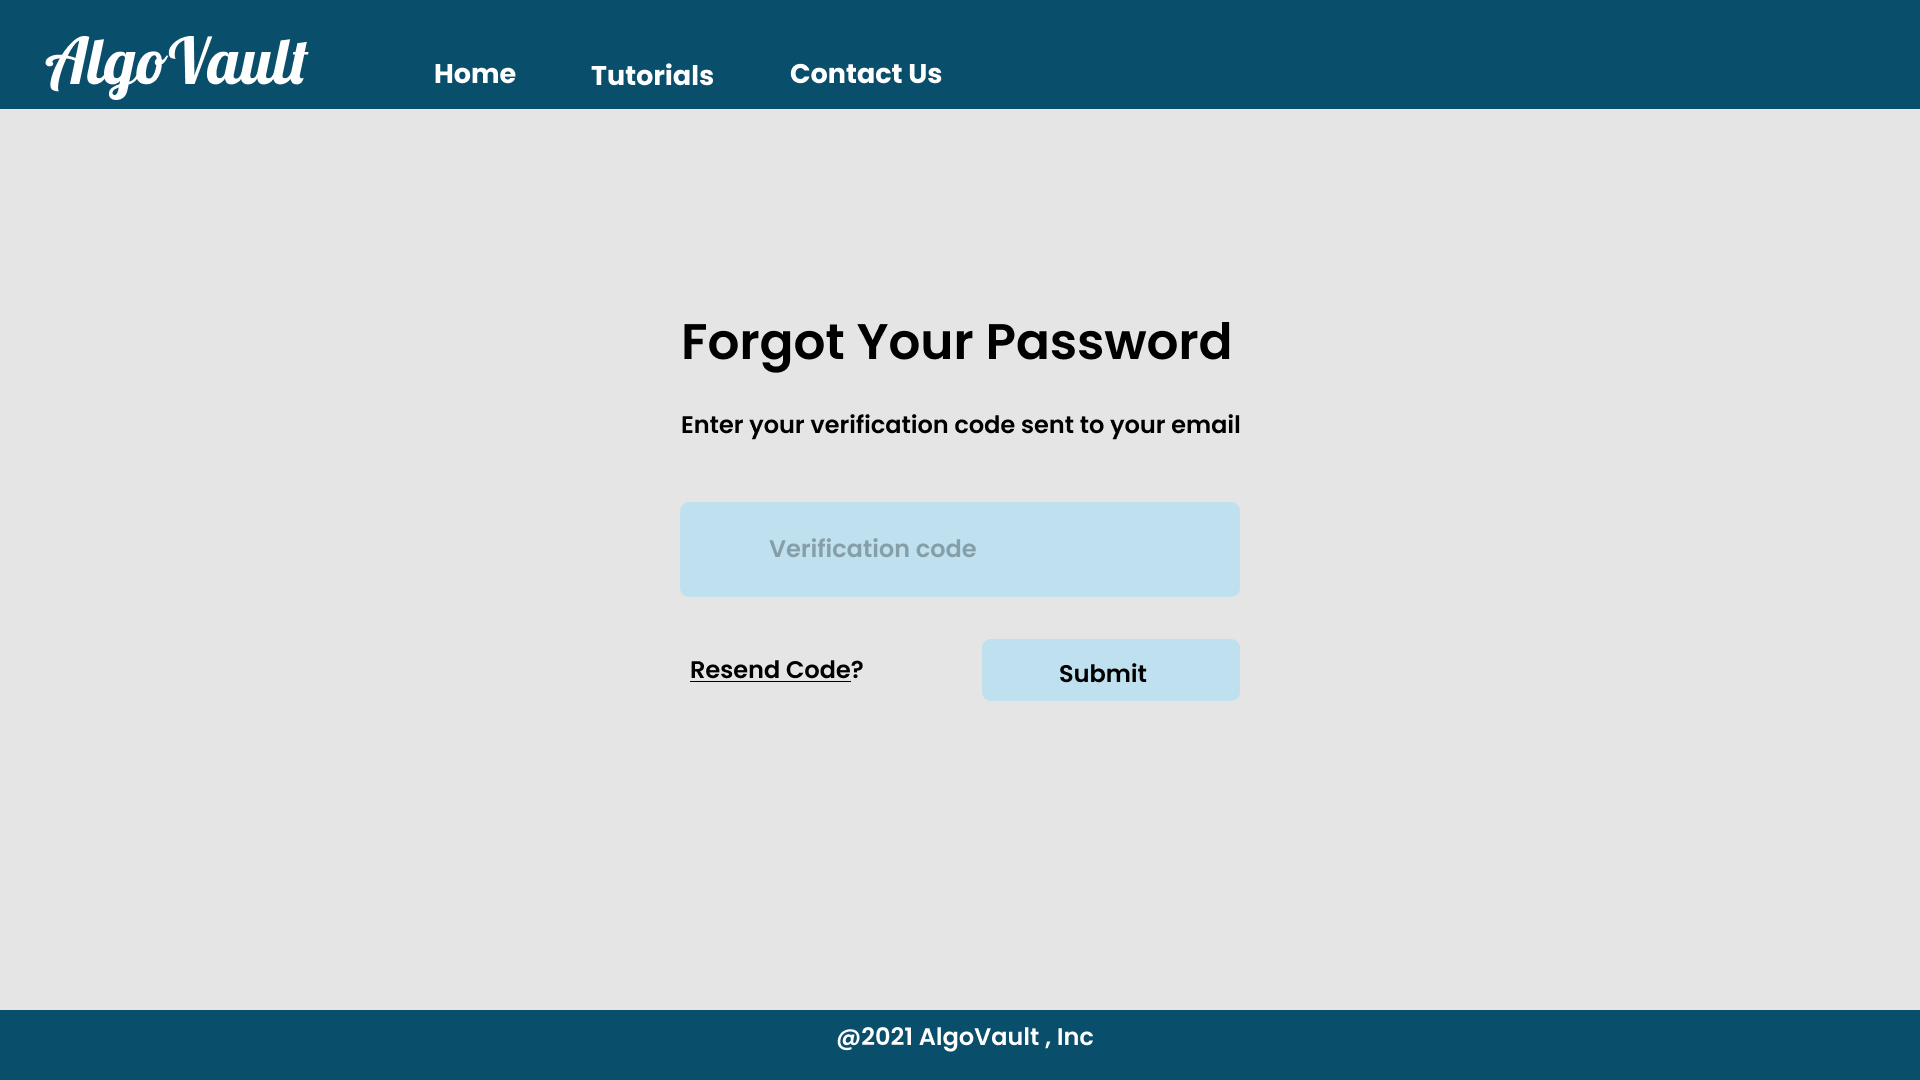 AlgoVault
Home
Tutorials
Contact Us
Forgot Your Password
Enter your verification code sent to your email
Verification code
Resend Code?
Submit
@2021 AlgoVault , Inc